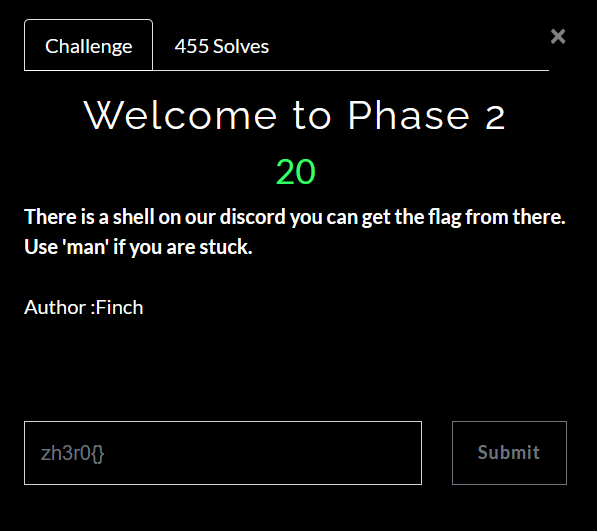 Challenge
455 Solves
×
Welcome to Phase 2
20
There is a shell on our discord you can get the flag from there.
Use 'man' if you are stuck.
Author :Finch
zh3r0{}
Submit